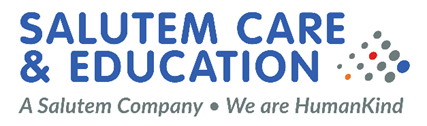 SALUTEM CARE
& EDUCATION
A Salutem Company • We are HumanKind